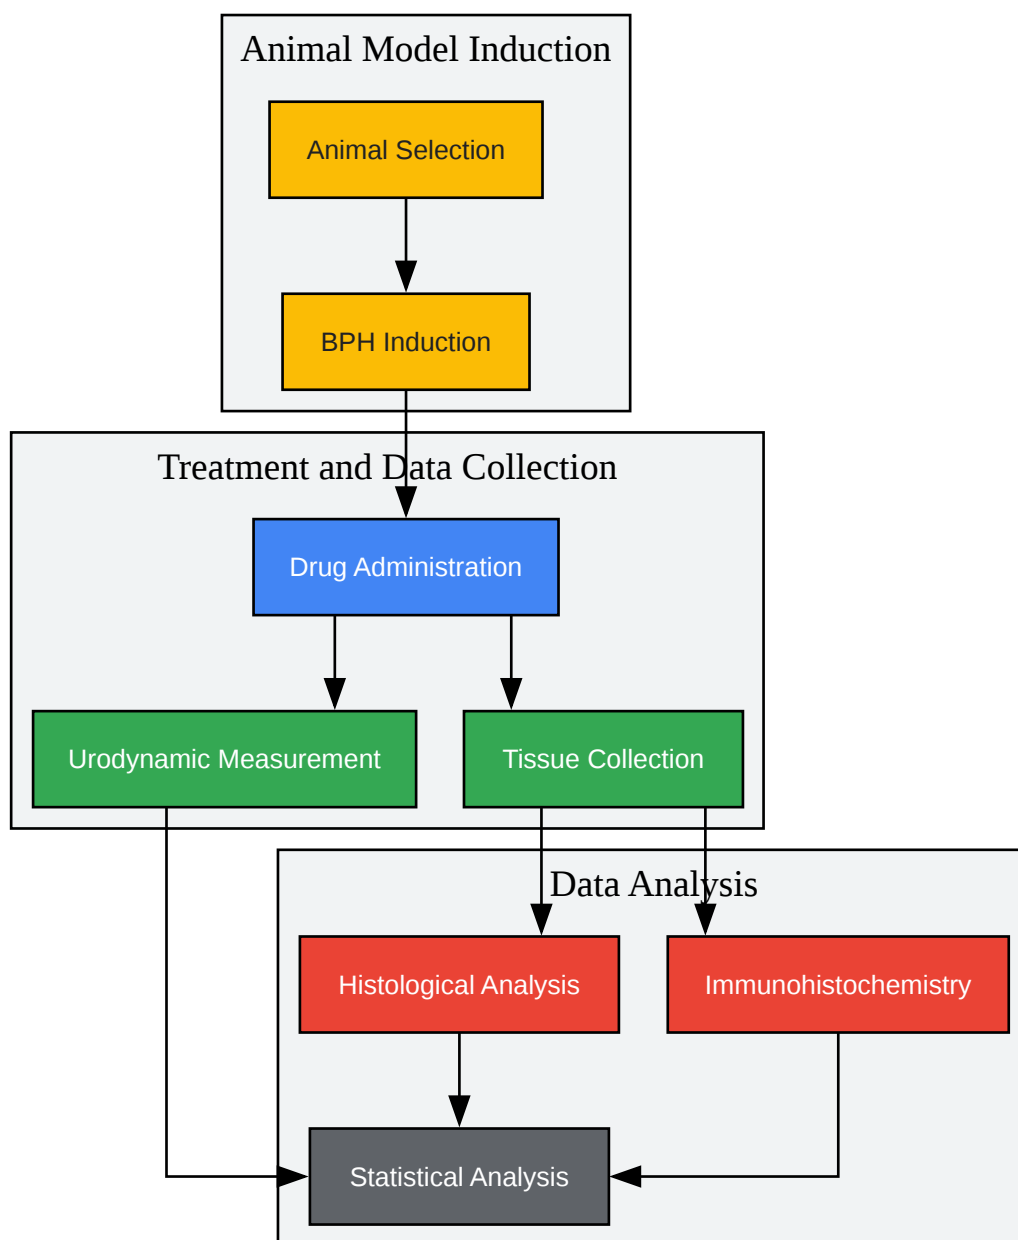 Animal Model Induction
Animal Selection
BPH Induction
Treatment and Data Collection
Drug Administration
Urodynamic Measurement
Tissue Collection
Data Analysis
Histological Analysis
Immunohistochemistry
Statistical Analysis